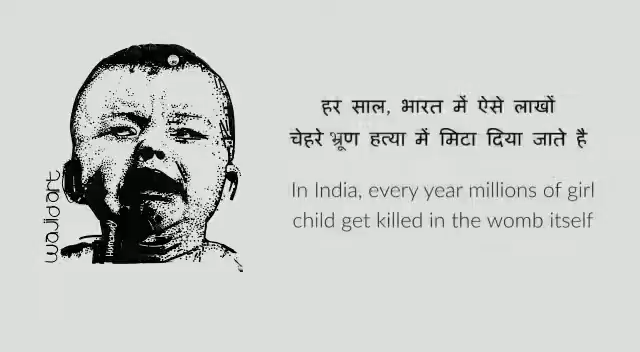 हर साल, भारत में ऐसे लाखों
चेहरे भ्रूण हत्या में मिटा दिया जाते है
In India, every year millions of girl
child get killed in the womb itself
wajidart